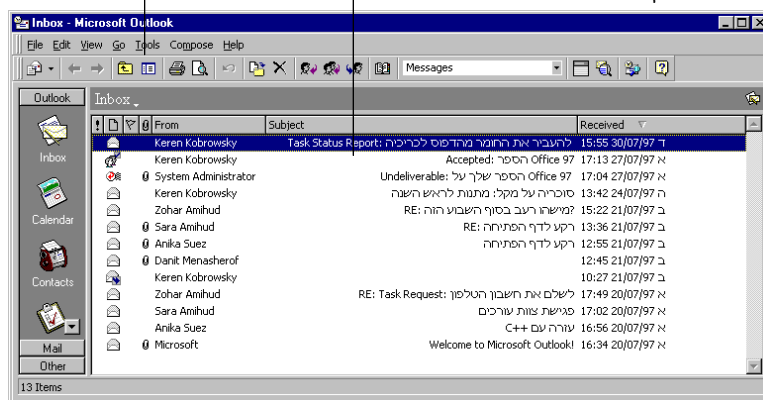 Inbox - Microsoft Outlook
File Edit View Go Tools Compose Help
Messages
Outlook Inbox
! From Subject Received
Keren Kobrowsky Task Status Report: להעביר את החומר מהדפוס לכריכיה ד 30/07/97 15:55
Keren Kobrowsky Accepted: הספר Office 97 א 27/07/97 17:13
System Administrator Undeliverable: הספר שלך על Office 97 א 27/07/97 17:04
Keren Kobrowsky סוכריה על מקל: מתנות לראש השנה ה 24/07/97 13:42
Zohar Amihud RE: מישהו רעב בסוף השבוע הזה? ב 21/07/97 15:22
Sara Amihud RE: רקע לדף הפתיחה ב 21/07/97 13:36
Anika Suez רקע לדף הפתיחה ב 21/07/97 12:55
Danit Menasherof ב 21/07/97 12:45
Keren Kobrowsky ב 21/07/97 10:27
Zohar Amihud RE: Task Request: לשלם את חשבון הטלפון א 20/07/97 17:49
Sara Amihud פגישת צוות עורכים א 20/07/97 17:02
Anika Suez עזרה עם C++ א 20/07/97 16:56
Microsoft Welcome to Microsoft Outlook! א 20/07/97 16:34
Inbox
Calendar
Contacts
Mail
Other
13 Items